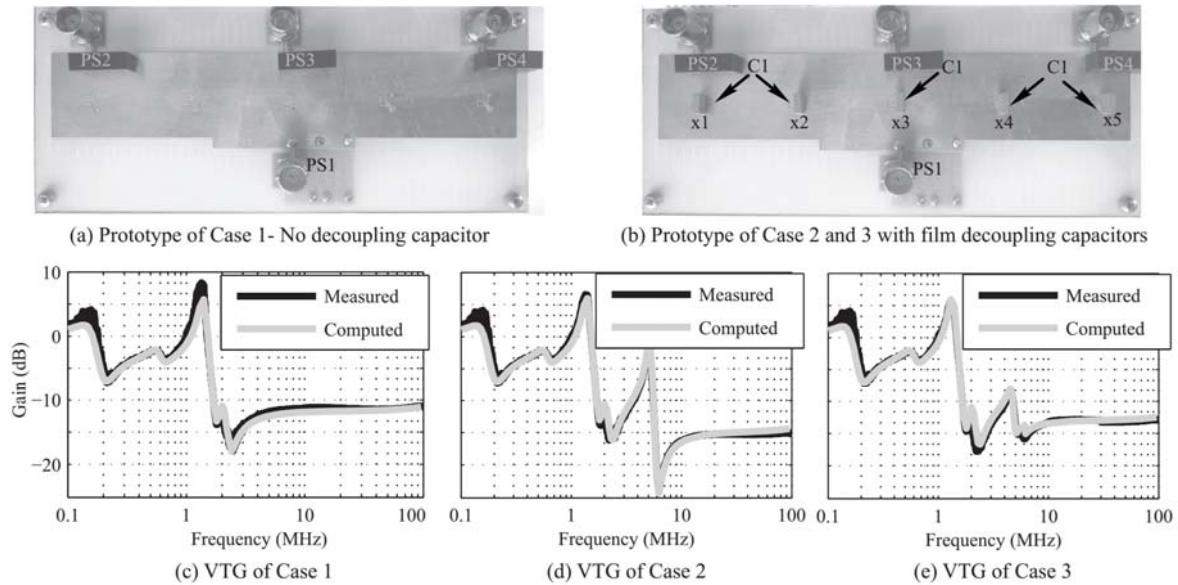 PS2 PS3 PS4
PS1
(a) Prototype of Case 1- No decoupling capacitor
PS2 C1 PS3 C1 C1 PS4
x1 x2 x3 x4 x5
PS1
(b) Prototype of Case 2 and 3 with film decoupling capacitors
Gain (dB)
10
0
−10
−20
Measured
Computed
0.1 1 10 100
Frequency (MHz)
(c) VTG of Case 1
Measured
Computed
0.1 1 10 100
Frequency (MHz)
(d) VTG of Case 2
Measured
Computed
0.1 1 10 100
Frequency (MHz)
(e) VTG of Case 3